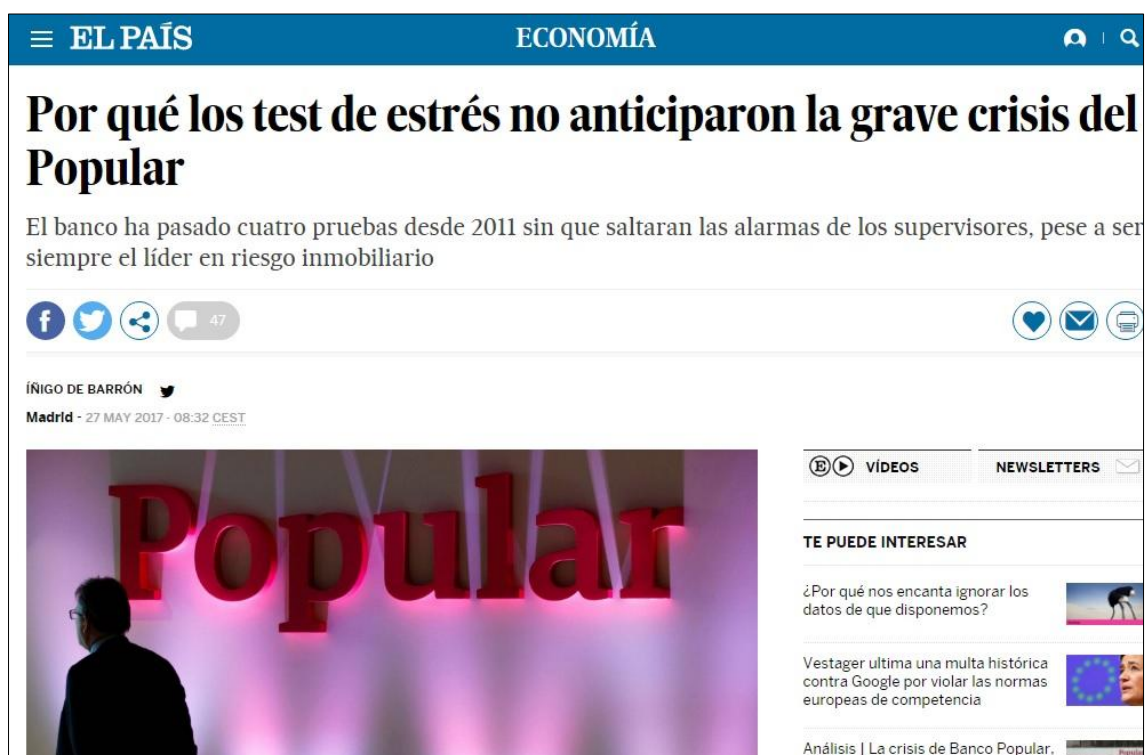 EL PAÍS
ECONOMÍA
Por qué los test de estrés no anticiparon la grave crisis del
Popular
El banco ha pasado cuatro pruebas desde 2011 sin que saltaran las alarmas de los supervisores, pese a ser
siempre el líder en riesgo inmobiliario
47
ÍÑIGO DE BARRÓN
Madrid - 27 MAY 2017 - 08:32 CEST
Popular
VÍDEOS
NEWSLETTERS
TE PUEDE INTERESAR
¿Por qué nos encanta ignorar los
datos de que disponemos?
Vestager ultima una multa histórica
contra Google por violar las normas
europeas de competencia
Análisis | La crisis de Banco Popular,